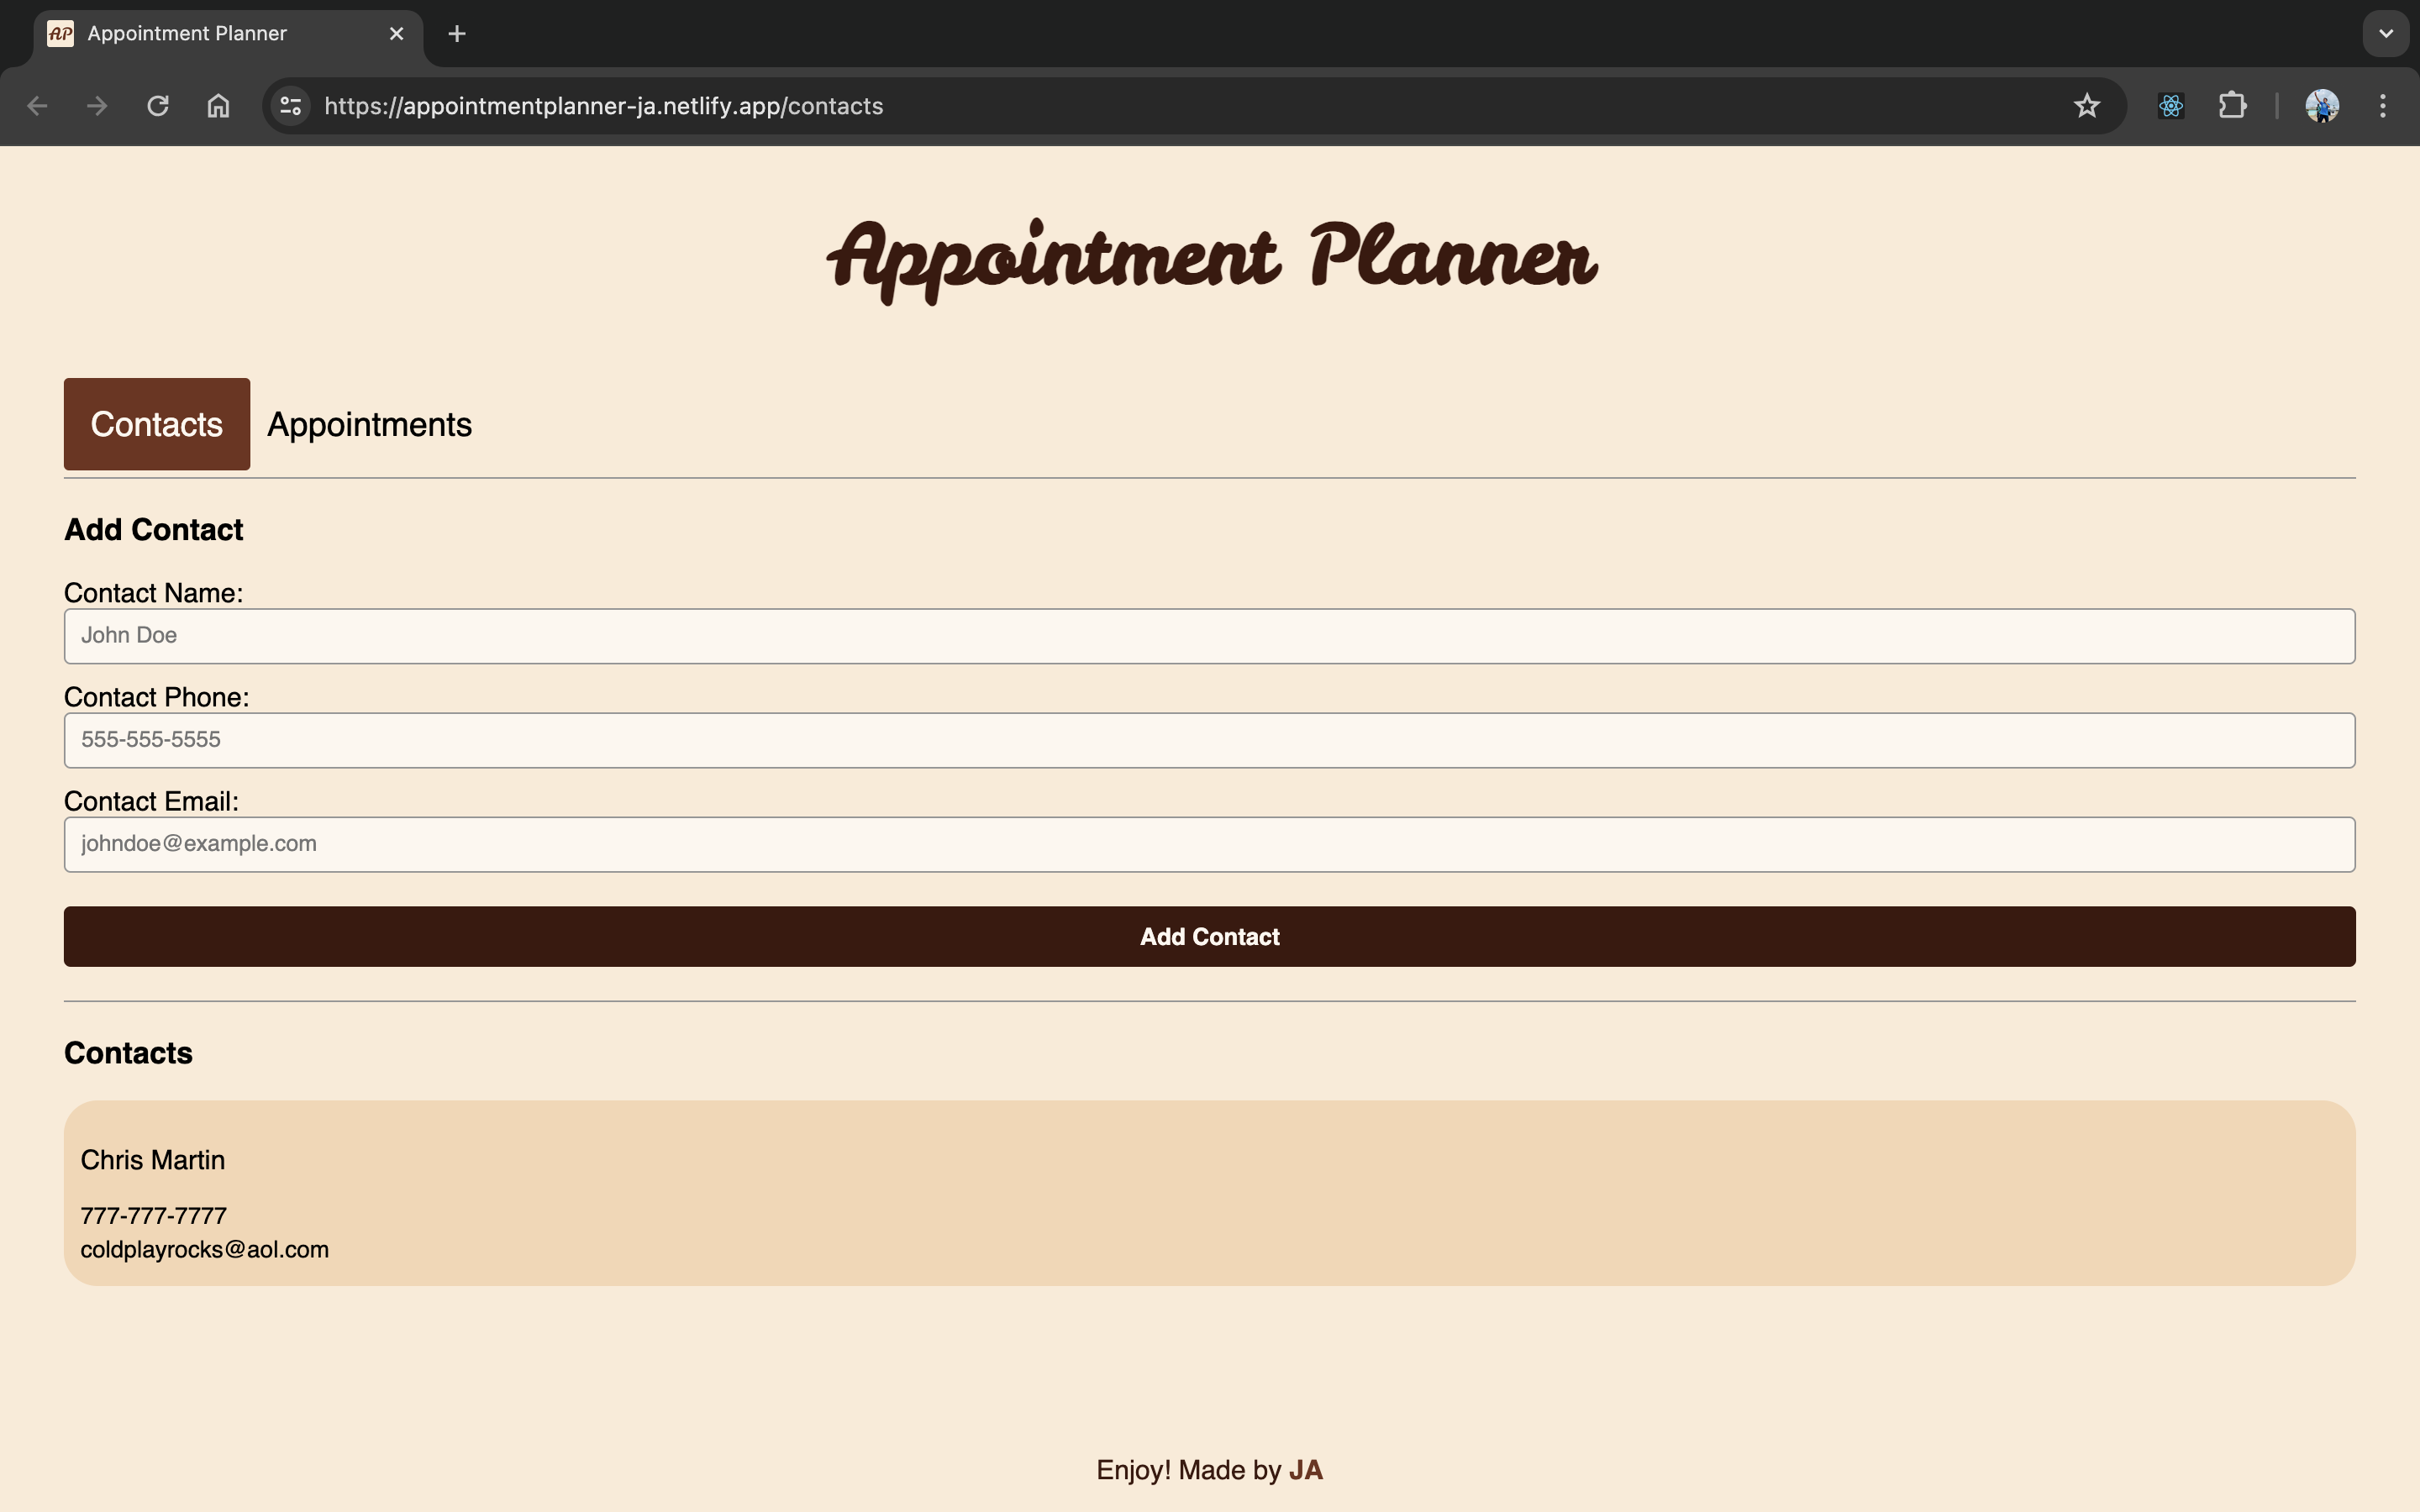 AP Appointment Planner
https://appointmentplanner-ja.netlify.app/contacts
Appointment Planner
Contacts Appointments
Add Contact
Contact Name:
John Doe
Contact Phone:
555-555-5555
Contact Email:
johndoe@example.com
Add Contact
Contacts
Chris Martin
777-777-7777
coldplayrocks@aol.com
Enjoy! Made by JA